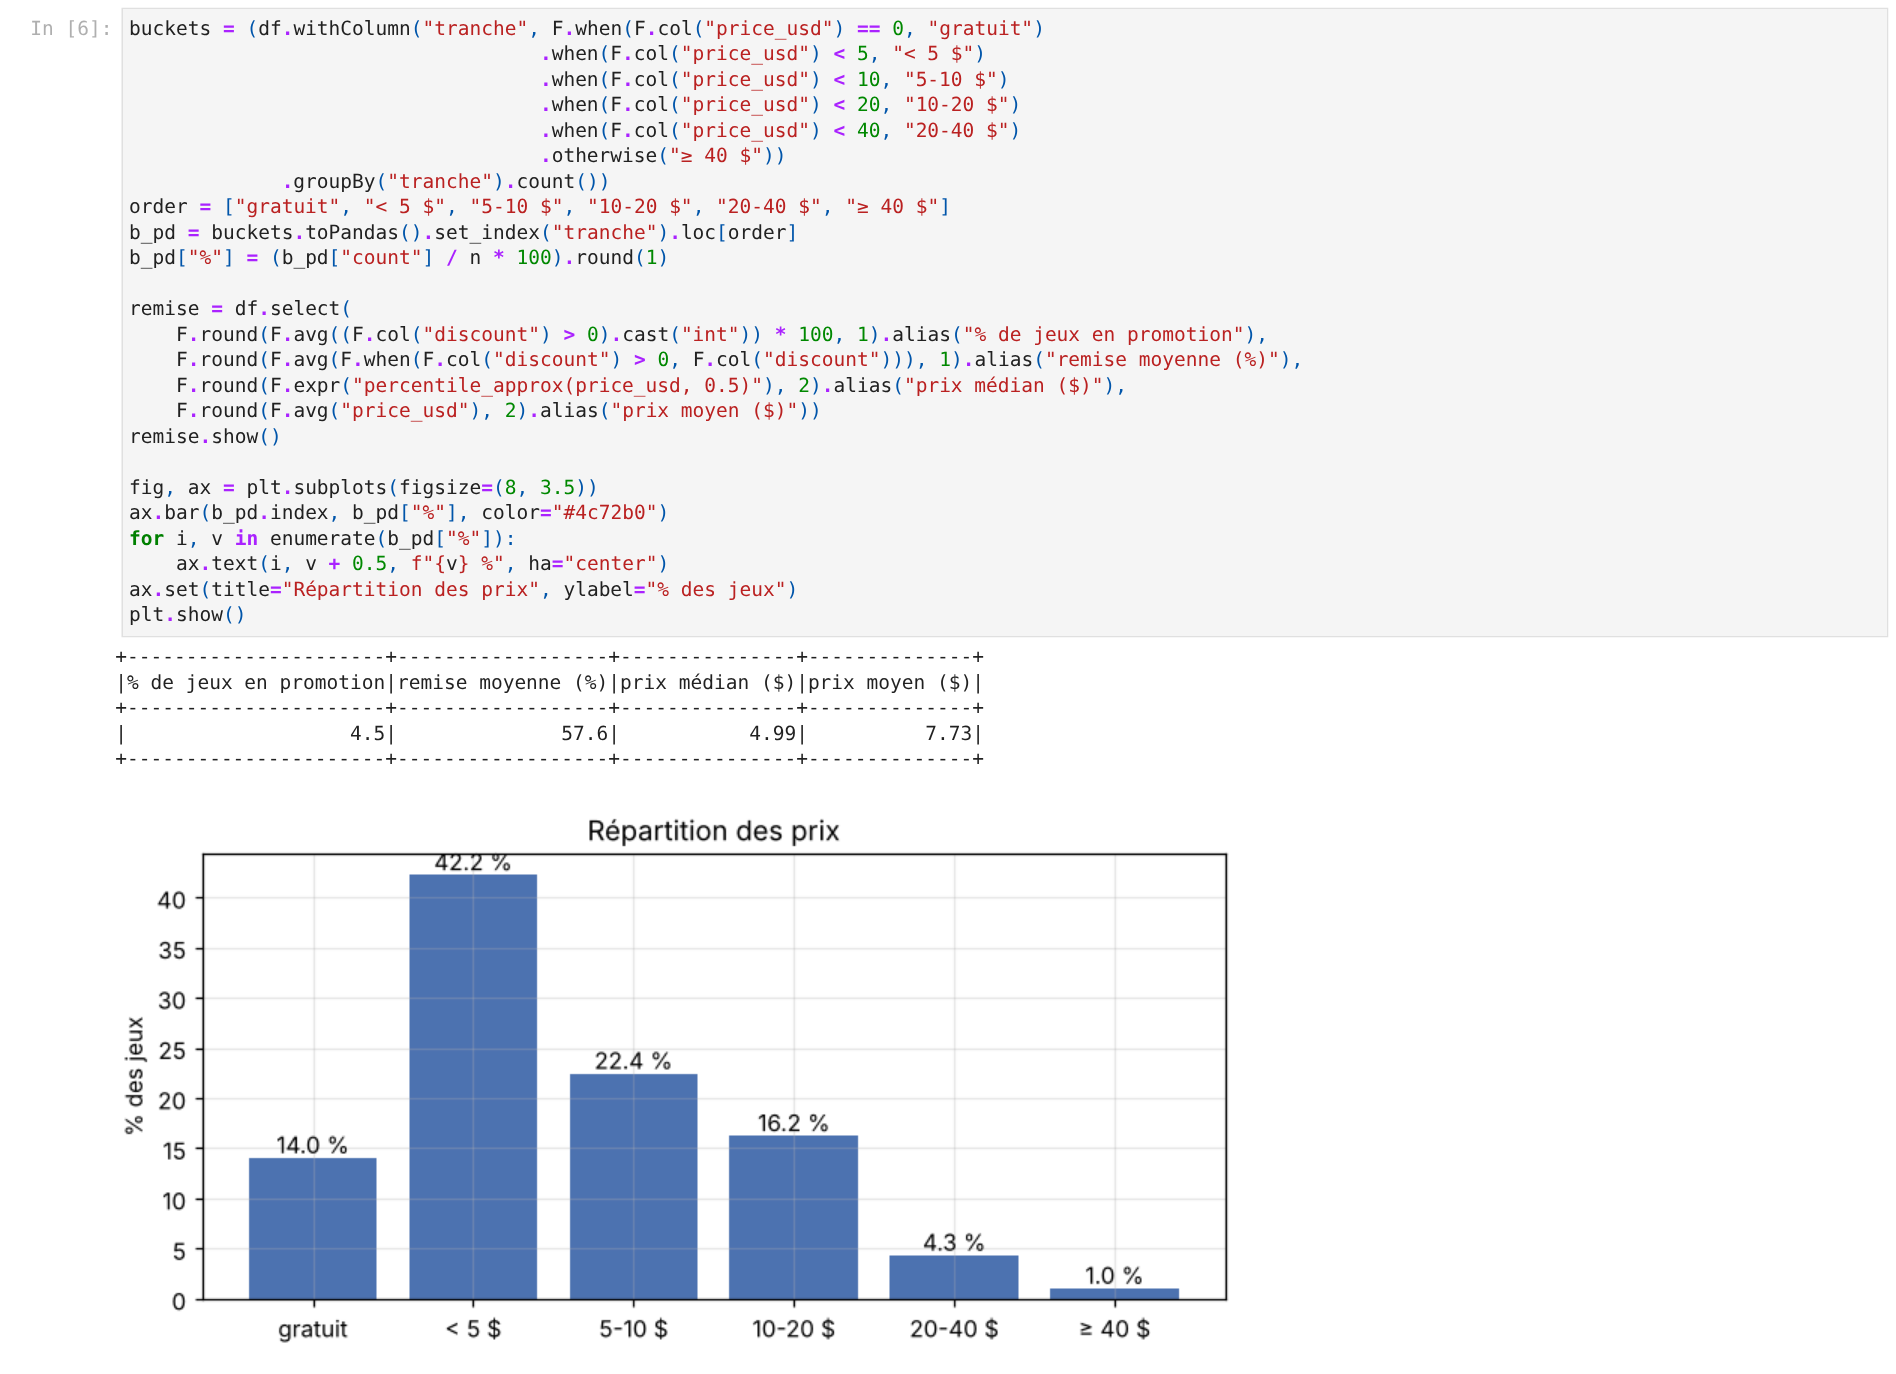 In [6]:
buckets = (df.withColumn("tranche", F.when(F.col("price_usd") == 0, "gratuit")
.when(F.col("price_usd") < 5, "< 5 $")
.when(F.col("price_usd") < 10, "5-10 $")
.when(F.col("price_usd") < 20, "10-20 $")
.when(F.col("price_usd") < 40, "20-40 $")
.otherwise("≥ 40 $"))
.groupBy("tranche").count())
order = ["gratuit", "< 5 $", "5-10 $", "10-20 $", "20-40 $", "≥ 40 $"]
b_pd = buckets.toPandas().set_index("tranche").loc[order]
b_pd["%"] = (b_pd["count"] / n * 100).round(1)
remise = df.select(
F.round(F.avg((F.col("discount") > 0).cast("int")) * 100, 1).alias("% de jeux en promotion"),
F.round(F.avg(F.when(F.col("discount") > 0, F.col("discount"))), 1).alias("remise moyenne (%)"),
F.round(F.expr("percentile_approx(price_usd, 0.5)"), 2).alias("prix médian ($)"),
F.round(F.avg("price_usd"), 2).alias("prix moyen ($)"))
remise.show()
fig, ax = plt.subplots(figsize=(8, 3.5))
ax.bar(b_pd.index, b_pd["%"], color="#4c72b0")
for i, v in enumerate(b_pd["%"]):
ax.text(i, v + 0.5, f"{v} %", ha="center")
ax.set(title="Répartition des prix", ylabel="% des jeux")
plt.show()
+----------------------+------------------+---------------+--------------+
|% de jeux en promotion|remise moyenne (%)|prix médian ($)|prix moyen ($)|
+----------------------+------------------+---------------+--------------+
|                   4.5|              57.6|           4.99|          7.73|
+----------------------+------------------+---------------+--------------+
Répartition des prix
% des jeux
40
35
30
25
20
15
10
5
0
14.0 %
42.2 %
22.4 %
16.2 %
4.3 %
1.0 %
gratuit
< 5 $
5-10 $
10-20 $
20-40 $
≥ 40 $